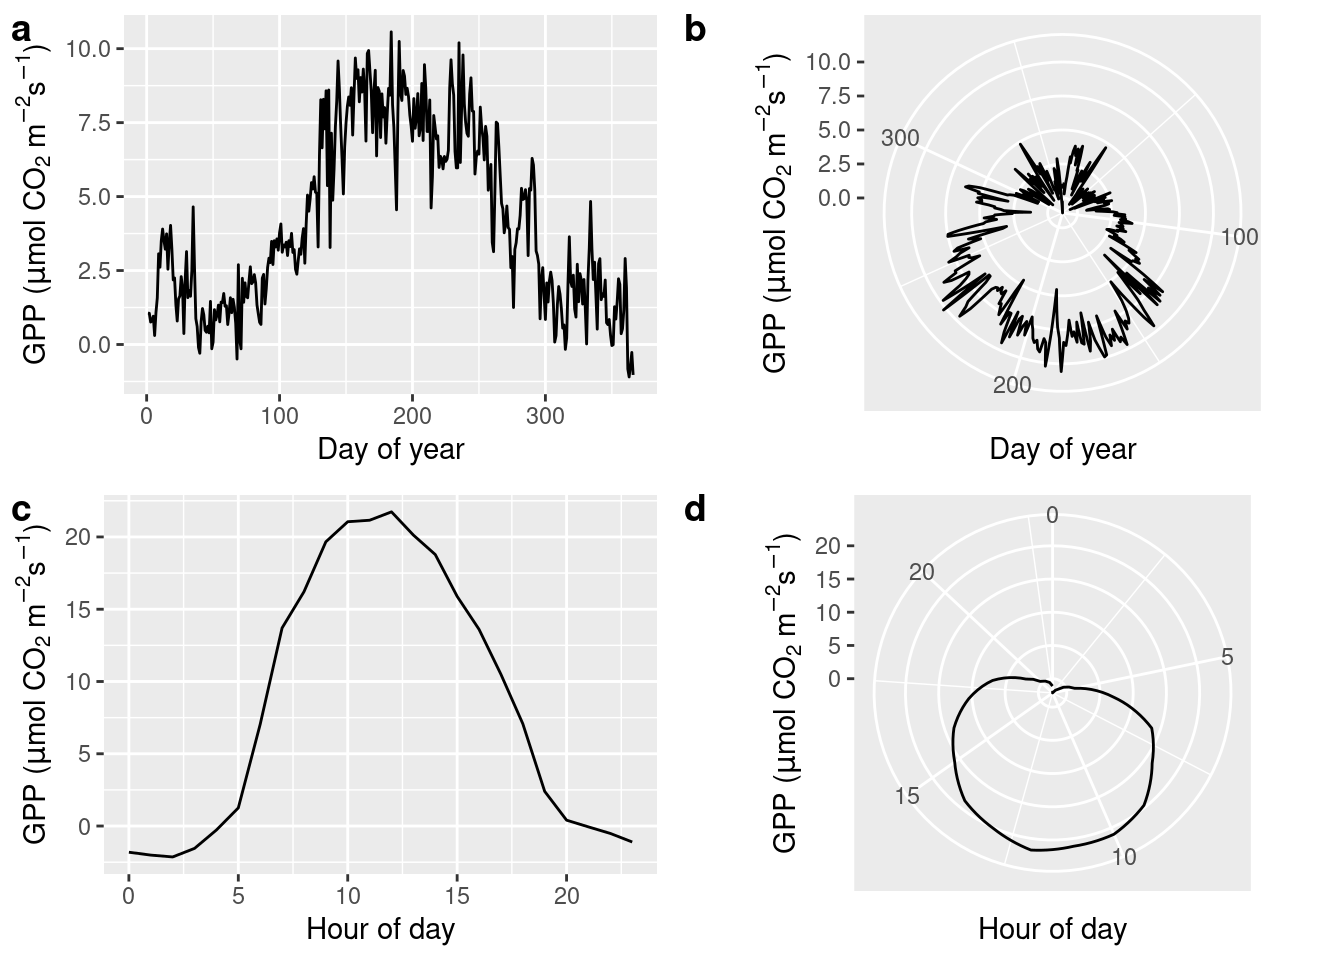 a
GPP (µmol CO₂ m⁻²s⁻¹)
10.0
7.5
5.0
2.5
0.0
0 100 200 300
Day of year
b
GPP (µmol CO₂ m⁻²s⁻¹)
10.0
7.5
5.0
2.5
0.0
300
100
200
Day of year
c
GPP (µmol CO₂ m⁻²s⁻¹)
20
15
10
5
0
0 5 10 15 20
Hour of day
d
GPP (µmol CO₂ m⁻²s⁻¹)
20
15
10
5
0
0
20
5
15
10
Hour of day